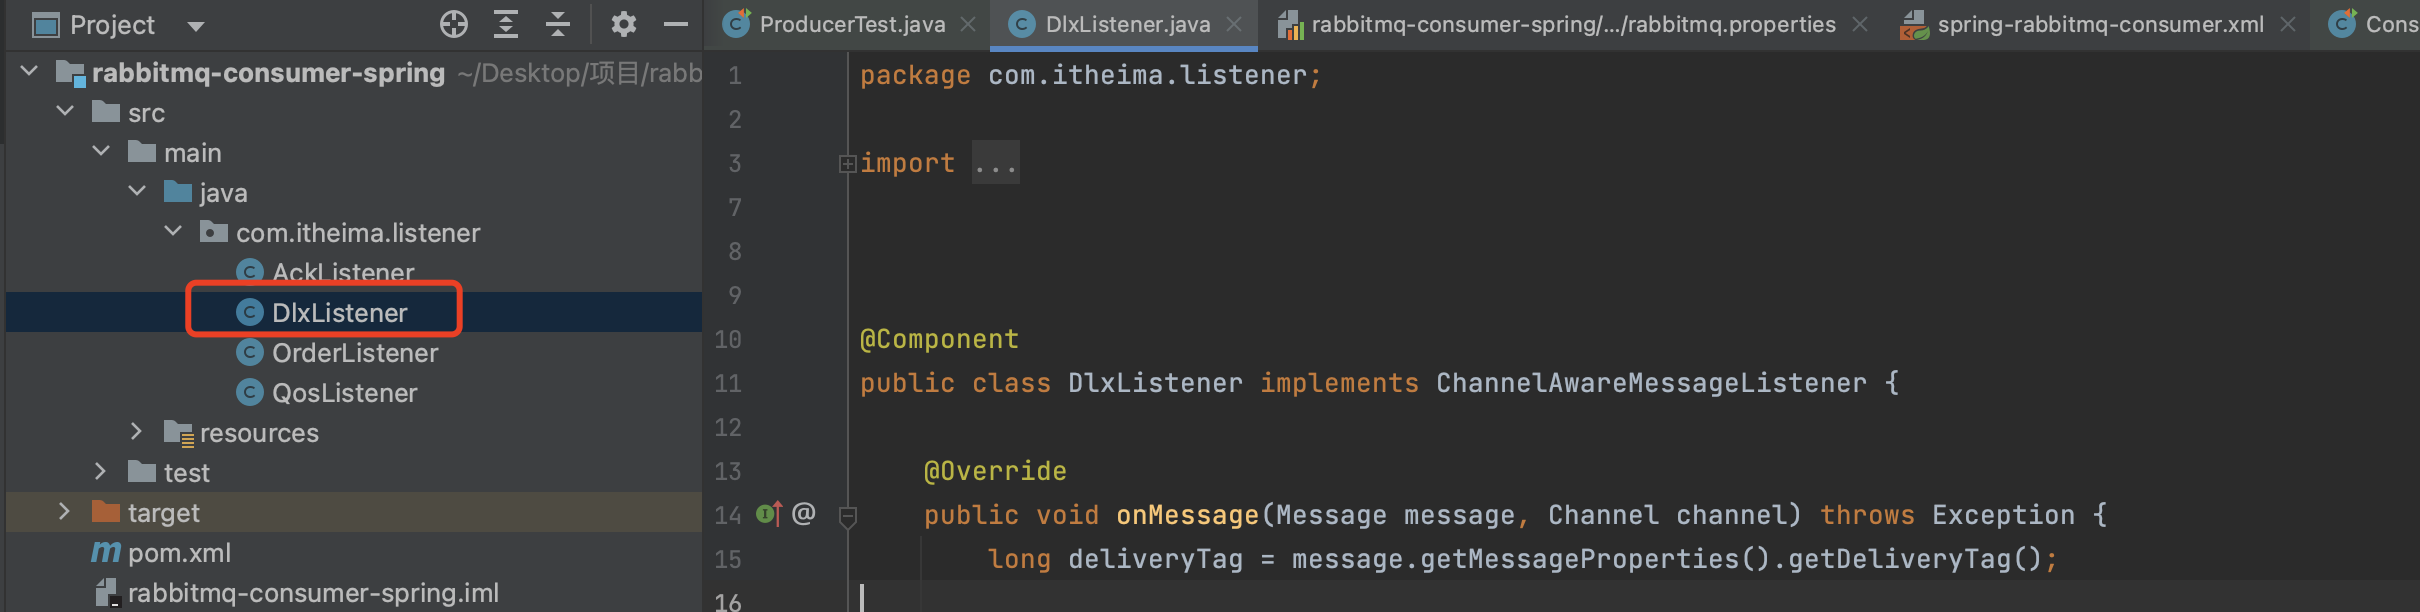 Project
ProducerTest.java
DlxListener.java
rabbitmq-consumer-spring/.../rabbitmq.properties
spring-rabbitmq-consumer.xml
Cons
rabbitmq-consumer-spring ~/Desktop/项目/rabb
src
main
java
com.itheima.listener
AckListener
DlxListener
OrderListener
QosListener
resources
test
target
pom.xml
rabbitmq-consumer-spring.iml
1 package com.itheima.listener;
2
3 import ...
7
8
9
10 @Component
11 public class DlxListener implements ChannelAwareMessageListener {
12
13 @Override
14 public void onMessage(Message message, Channel channel) throws Exception {
15 long deliveryTag = message.getMessageProperties().getDeliveryTag();
16